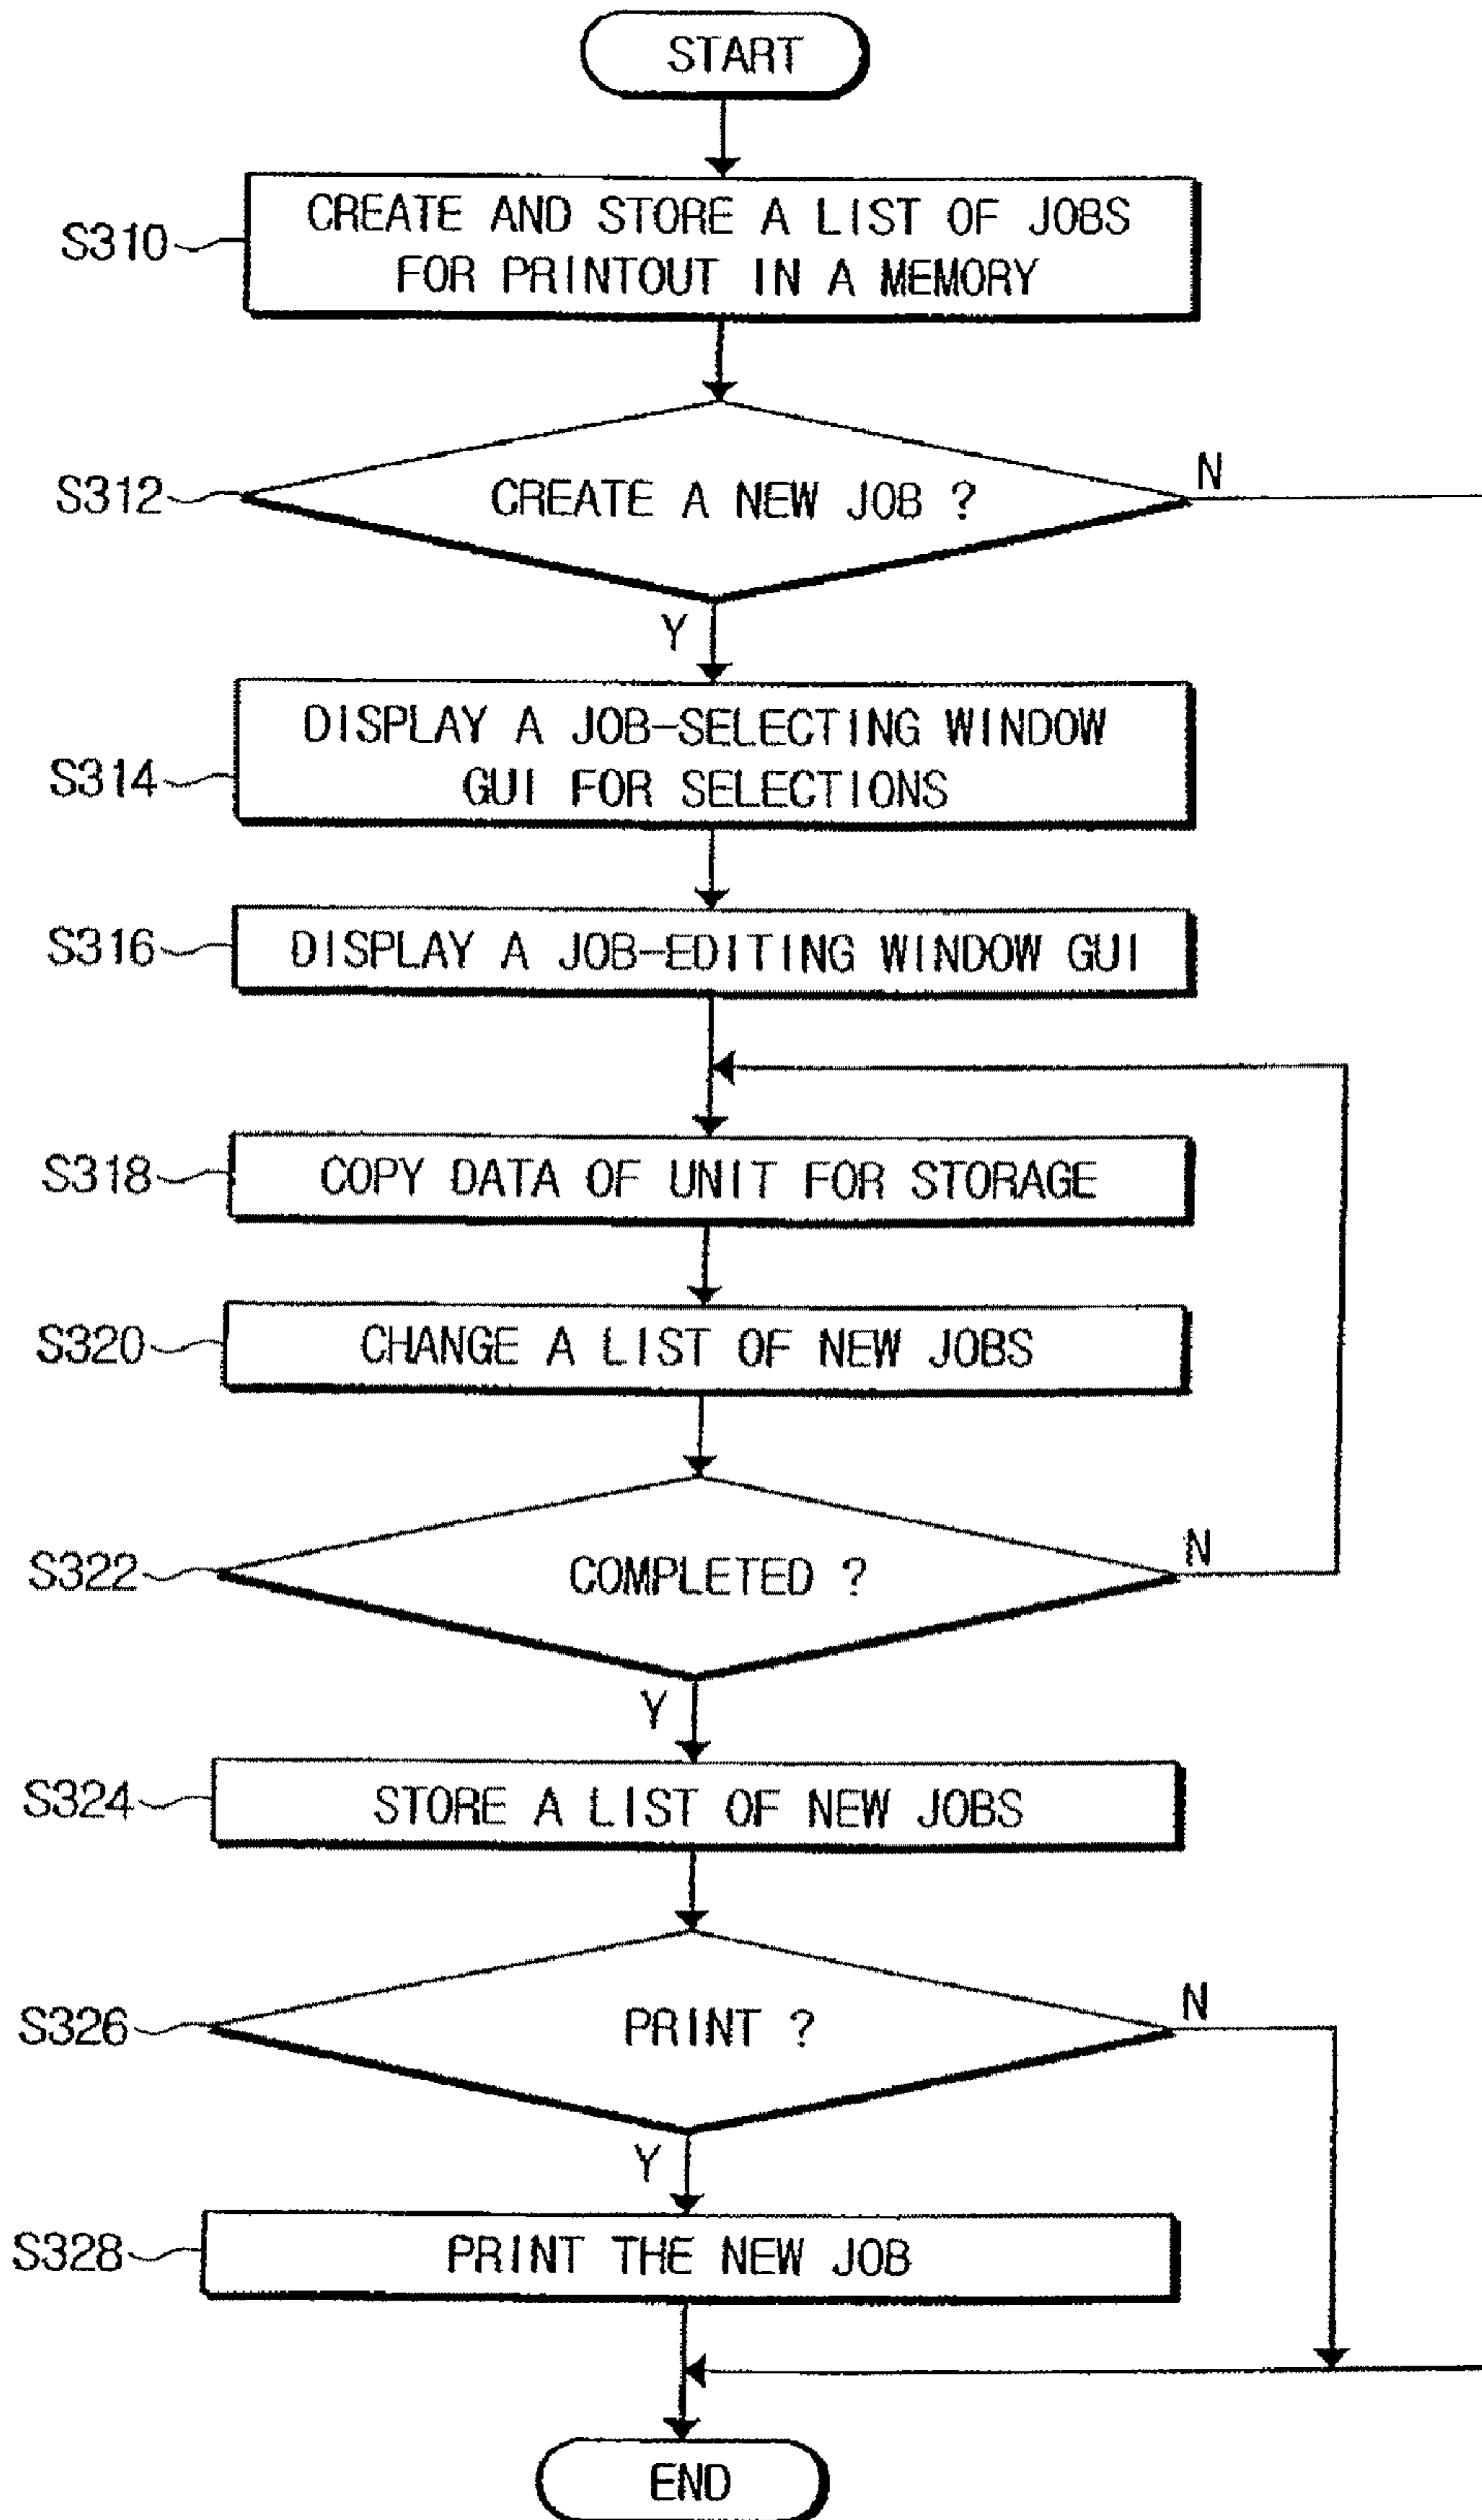 START
S310
CREATE AND STORE A LIST OF JOBS
FOR PRINTOUT IN A MEMORY
S312
CREATE A NEW JOB ?
N
Y
S314
DISPLAY A JOB-SELECTING WINDOW
GUI FOR SELECTIONS
S316
DISPLAY A JOB-EDITING WINDOW GUI
S318
COPY DATA OF UNIT FOR STORAGE
S320
CHANGE A LIST OF NEW JOBS
S322
COMPLETED ?
N
Y
S324
STORE A LIST OF NEW JOBS
S326
PRINT ?
N
Y
S328
PRINT THE NEW JOB
END